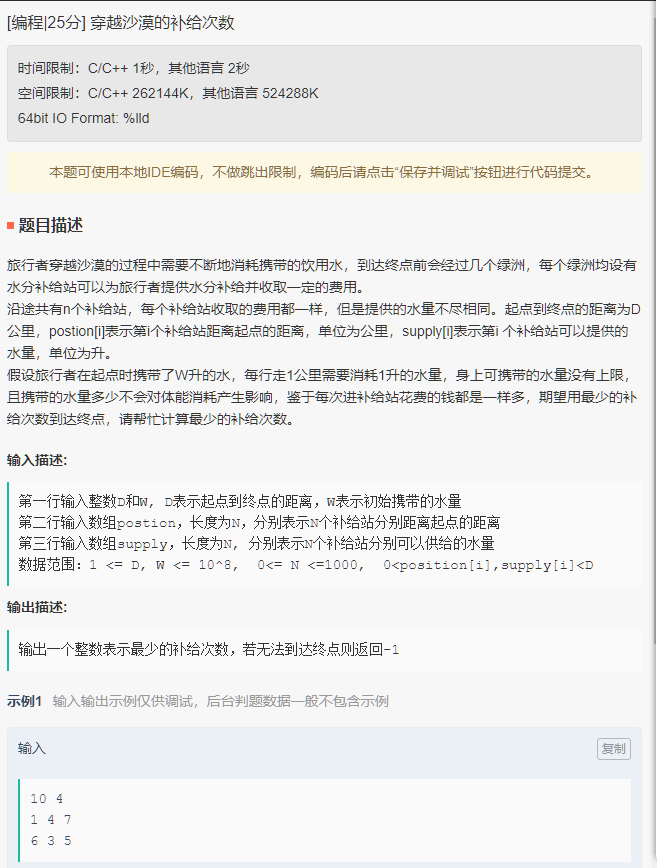 [编程|25分] 穿越沙漠的补给次数
时间限制：C/C++ 1秒，其他语言 2秒
空间限制：C/C++ 262144K，其他语言 524288K
64bit IO Format: %lld
本题可使用本地IDE编码，不做跳出限制，编码后请点击“保存并调试”按钮进行代码提交。
题目描述
旅行者穿越沙漠的过程中需要不断地消耗携带的饮用水，到达终点前会经过几个绿洲，每个绿洲均设有
水分补给站可以为旅行者提供水分补给并收取一定的费用。
沿途共有n个补给站，每个补给站收取的费用都一样，但是提供的水量不尽相同。起点到终点的距离为D
公里，postion[i]表示第i个补给站距离起点的距离，单位为公里，supply[i]表示第i 个补给站可以提供的
水量，单位为升。
假设旅行者在起点时携带了W升的水，每行走1公里需要消耗1升的水量，身上可携带的水量没有上限，
且携带的水量多少不会对体能消耗产生影响，鉴于每次进补给站花费的钱都是一样多，期望用最少的补
给次数到达终点，请帮忙计算最少的补给次数。
输入描述:
第一行输入整数D和W, D表示起点到终点的距离，W表示初始携带的水量
第二行输入数组postion，长度为N，分别表示N个补给站分别距离起点的距离
第三行输入数组supply，长度为N, 分别表示N个补给站分别可以供给的水量
数据范围：1 <= D, W <= 10^8, 0<= N <=1000, 0<position[i],supply[i]<D
输出描述:
输出一个整数表示最少的补给次数，若无法到达终点则返回-1
示例1 输入输出示例仅供调试，后台判题数据一般不包含示例
输入
复制
10 4
1 4 7
6 3 5